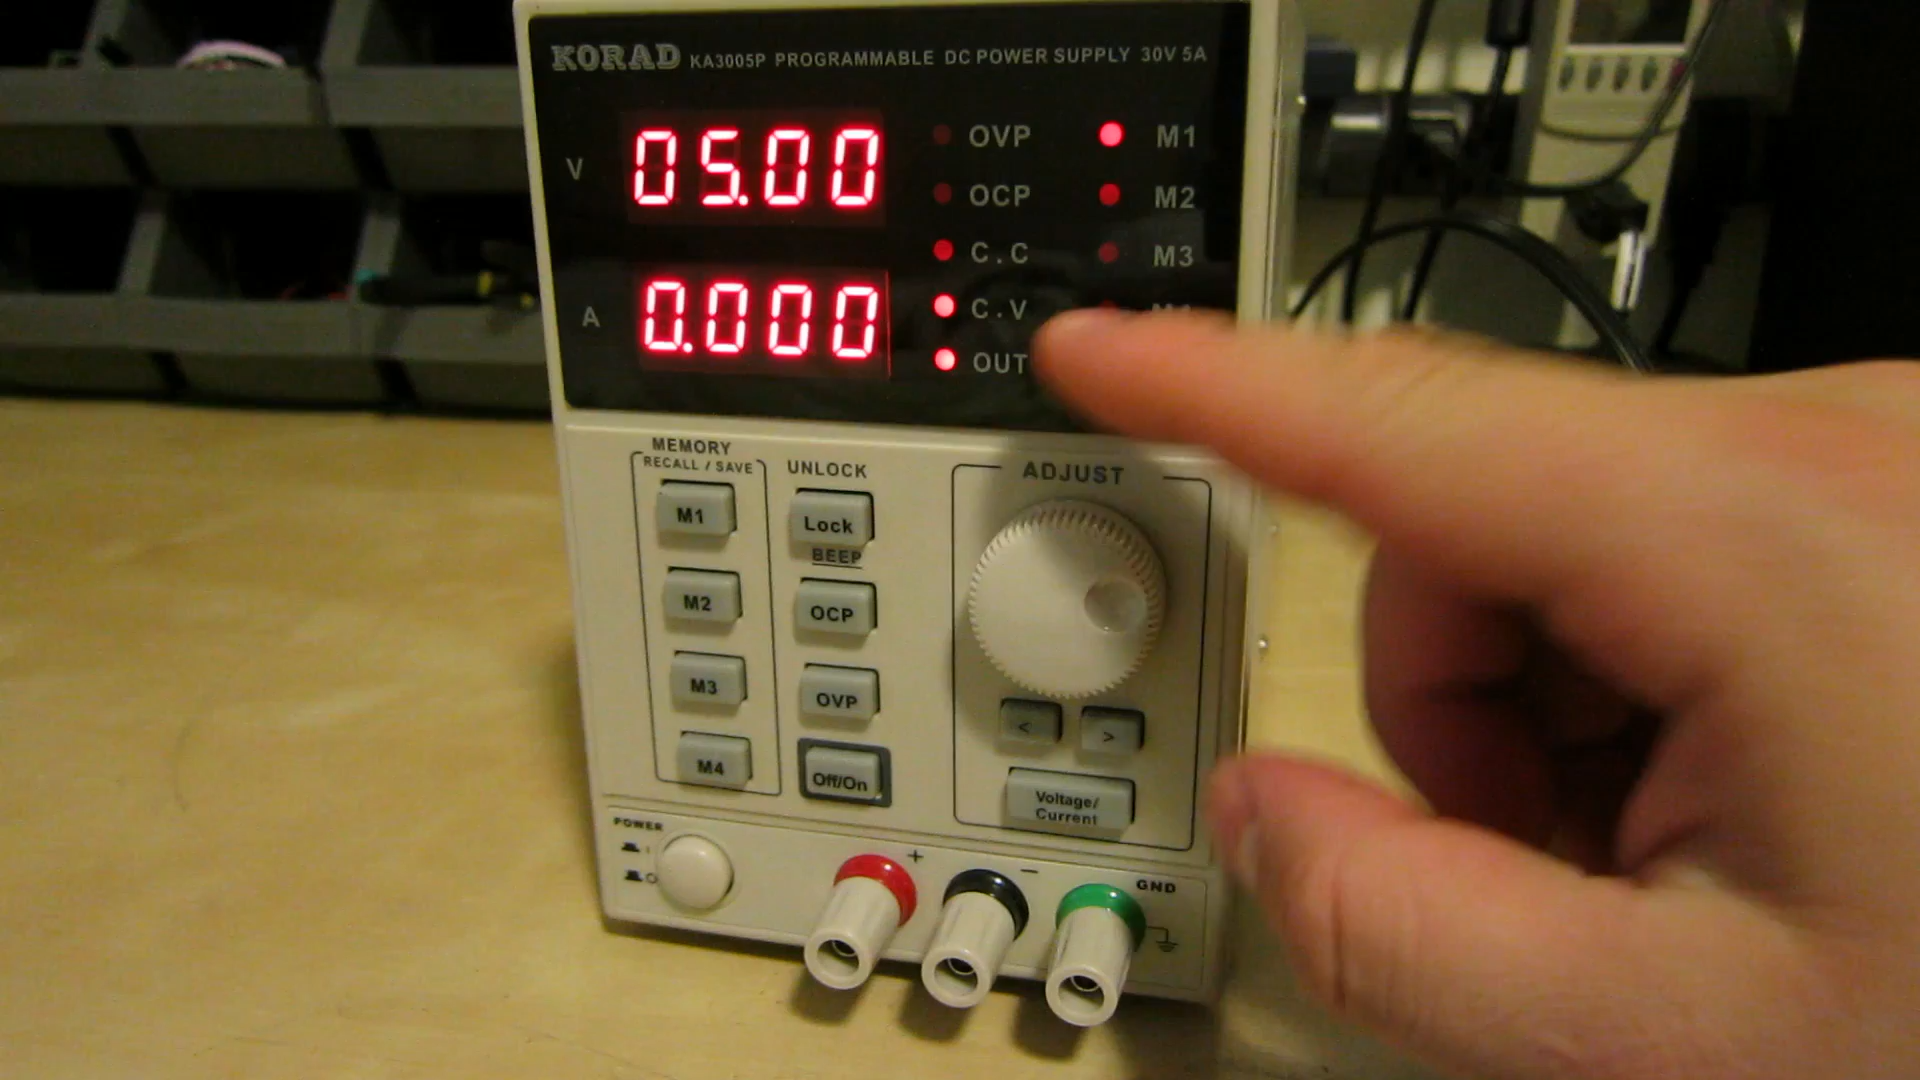 KORAD KA3005P PROGRAMMABLE DC POWER SUPPLY 30V 5A
V 05.00
A 0.000
OVP M1
OCP M2
C.C M3
C.V
OUT
MEMORY
RECALL / SAVE
M1
M2
M3
M4
UNLOCK
Lock
BEEP
OCP
OVP
Off/On
ADJUST
< >
Voltage/
Current
POWER
I
O
+
−
GND